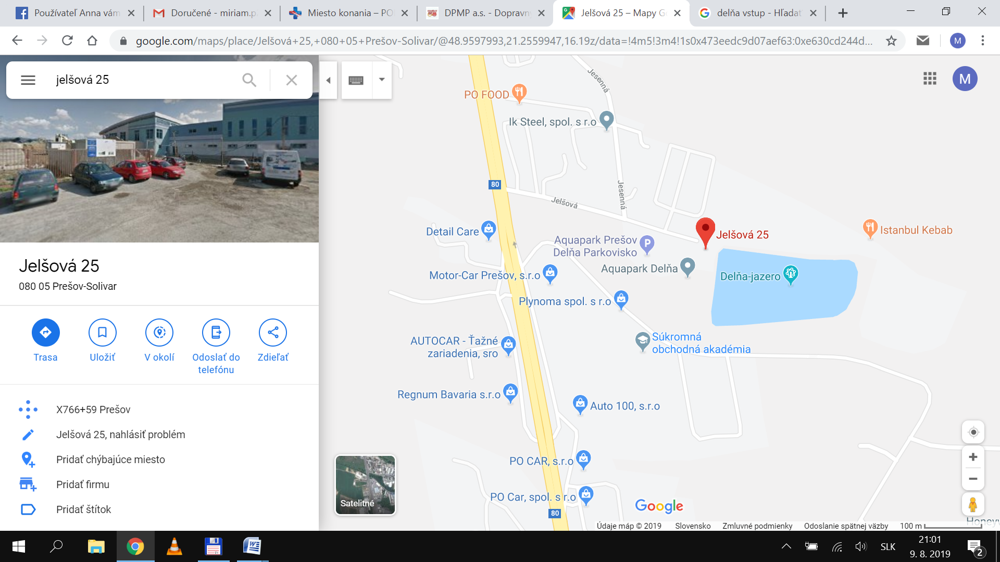 Používateľ Anna vám
Doručené - miriam.p
Miesto konania – PO
DPMP a.s. - Dopravn
Jelšová 25 – Mapy G
delňa vstup - Hľadať
google.com/maps/place/Jelšová+25,+080+05+Prešov-Solivar/@48.9597993,21.2559947,16.19z/data=!4m5!3m4!1s0x473eedc9d07aef63:0xe630cd244d...
M
jelšová 25
M
Jelšová 25
080 05 Prešov-Solivar
Trasa
Uložiť
V okolí
Odoslať do
telefónu
Zdieľať
X766+59 Prešov
Jelšová 25, nahlásiť problém
Pridať chýbajúce miesto
Pridať firmu
Pridať štítok
Jesenná
PO FOOD
Ik Steel, spol. s r.o
80
Jelšová
Jesenná
Detail Care
Aquapark Prešov
Delňa Parkovisko
P
Jelšová 25
Istanbul Kebab
Motor-Car Prešov, s.r.o
Aquapark Delňa
Delňa-jazero
Plynoma spol. s r.o
AUTOCAR - Ťažné
zariadenia, sro
Súkromná
obchodná akadémia
Regnum Bavaria s.r.o
Auto 100, s.r.o
PO CAR, s.r.o
PO Car, spol. s r.o
80
Satelitné
Google
Údaje máp © 2019
Slovensko
Zmluvné podmienky
Odoslanie spätnej väzby
100 m
SLK
21:01
9. 8. 2019
2